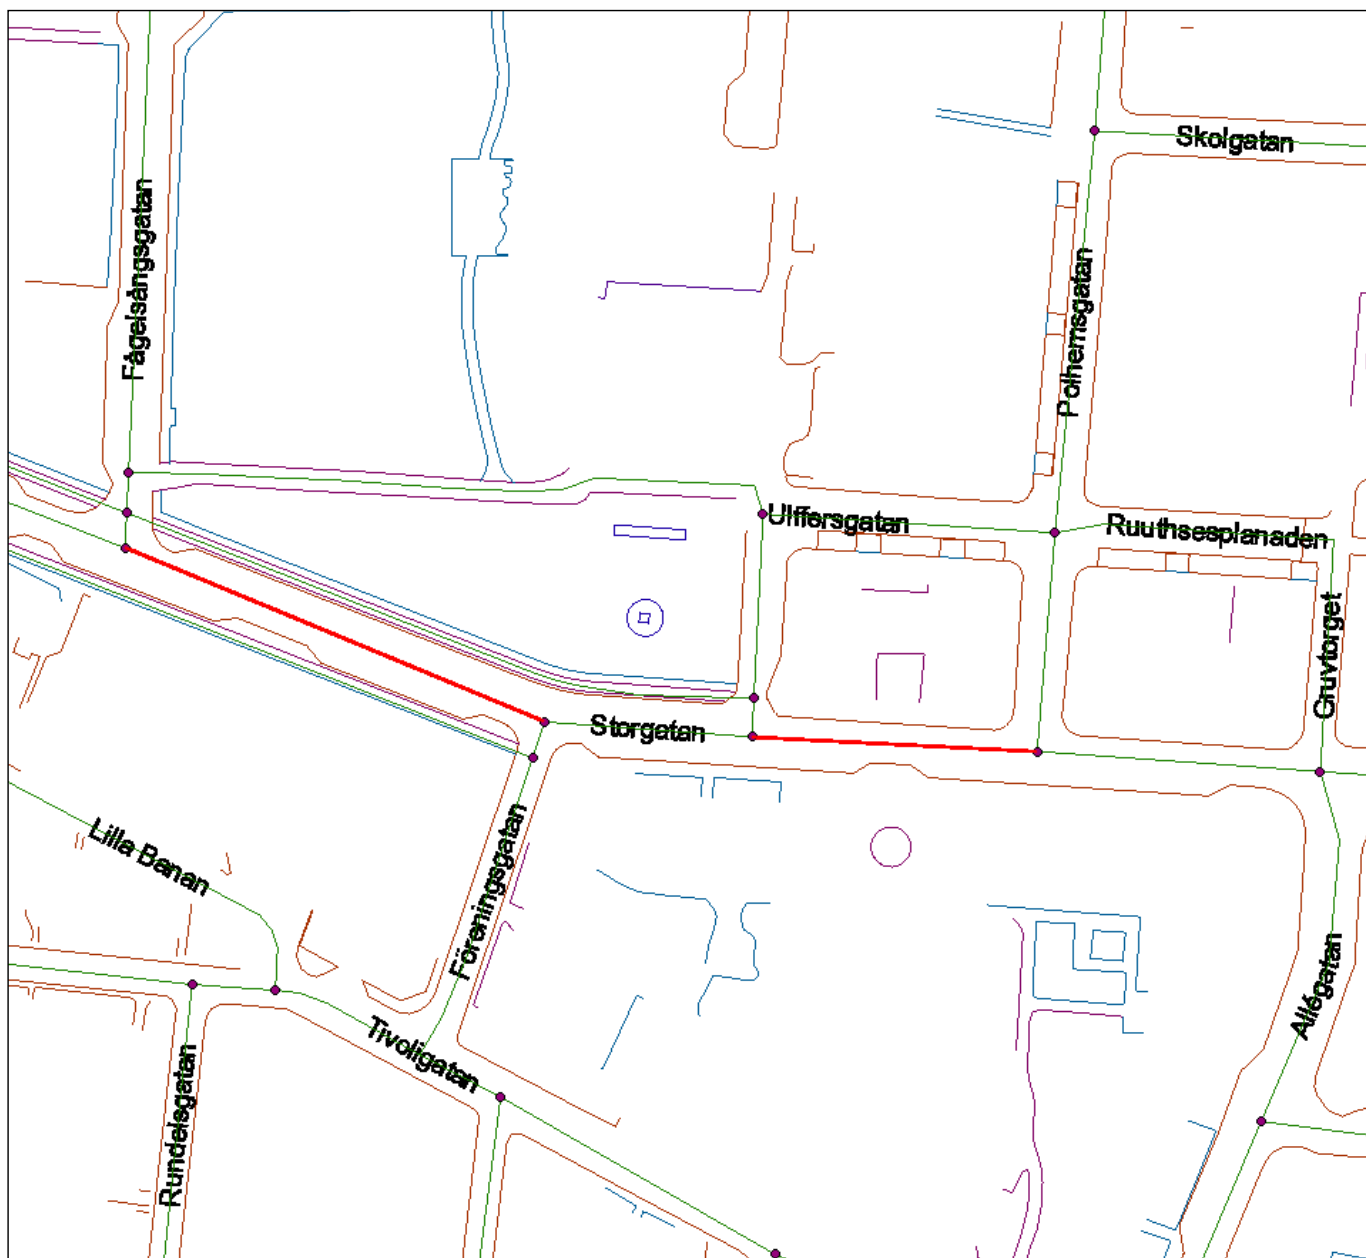 Skolgatan
Fågelsångsgatan
Polhemsgatan
Ulffersgatan
Ruuthsesplanaden
Gruvtorget
Storgatan
Lilla Banan
Föreningsgatan
Allégatan
Tivoligatan
Rundelsgatan